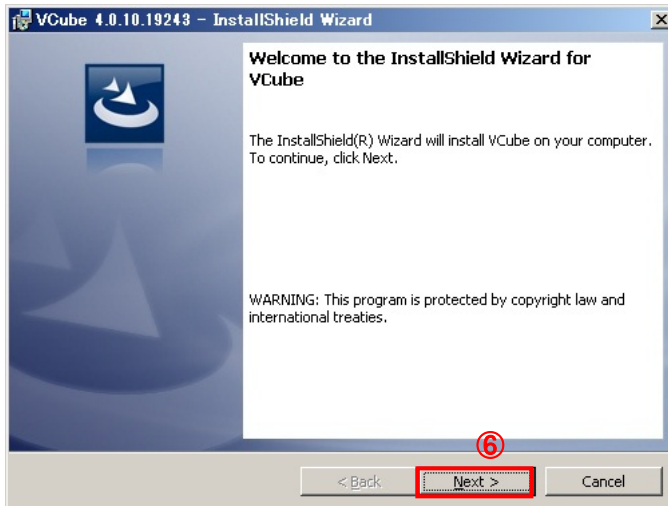 VCube 4.0.10.19243 - InstallShield Wizard
Welcome to the InstallShield Wizard for
VCube
The InstallShield(R) Wizard will install VCube on your computer.
To continue, click Next.
WARNING: This program is protected by copyright law and
international treaties.
⑥
< Back
Next >
Cancel